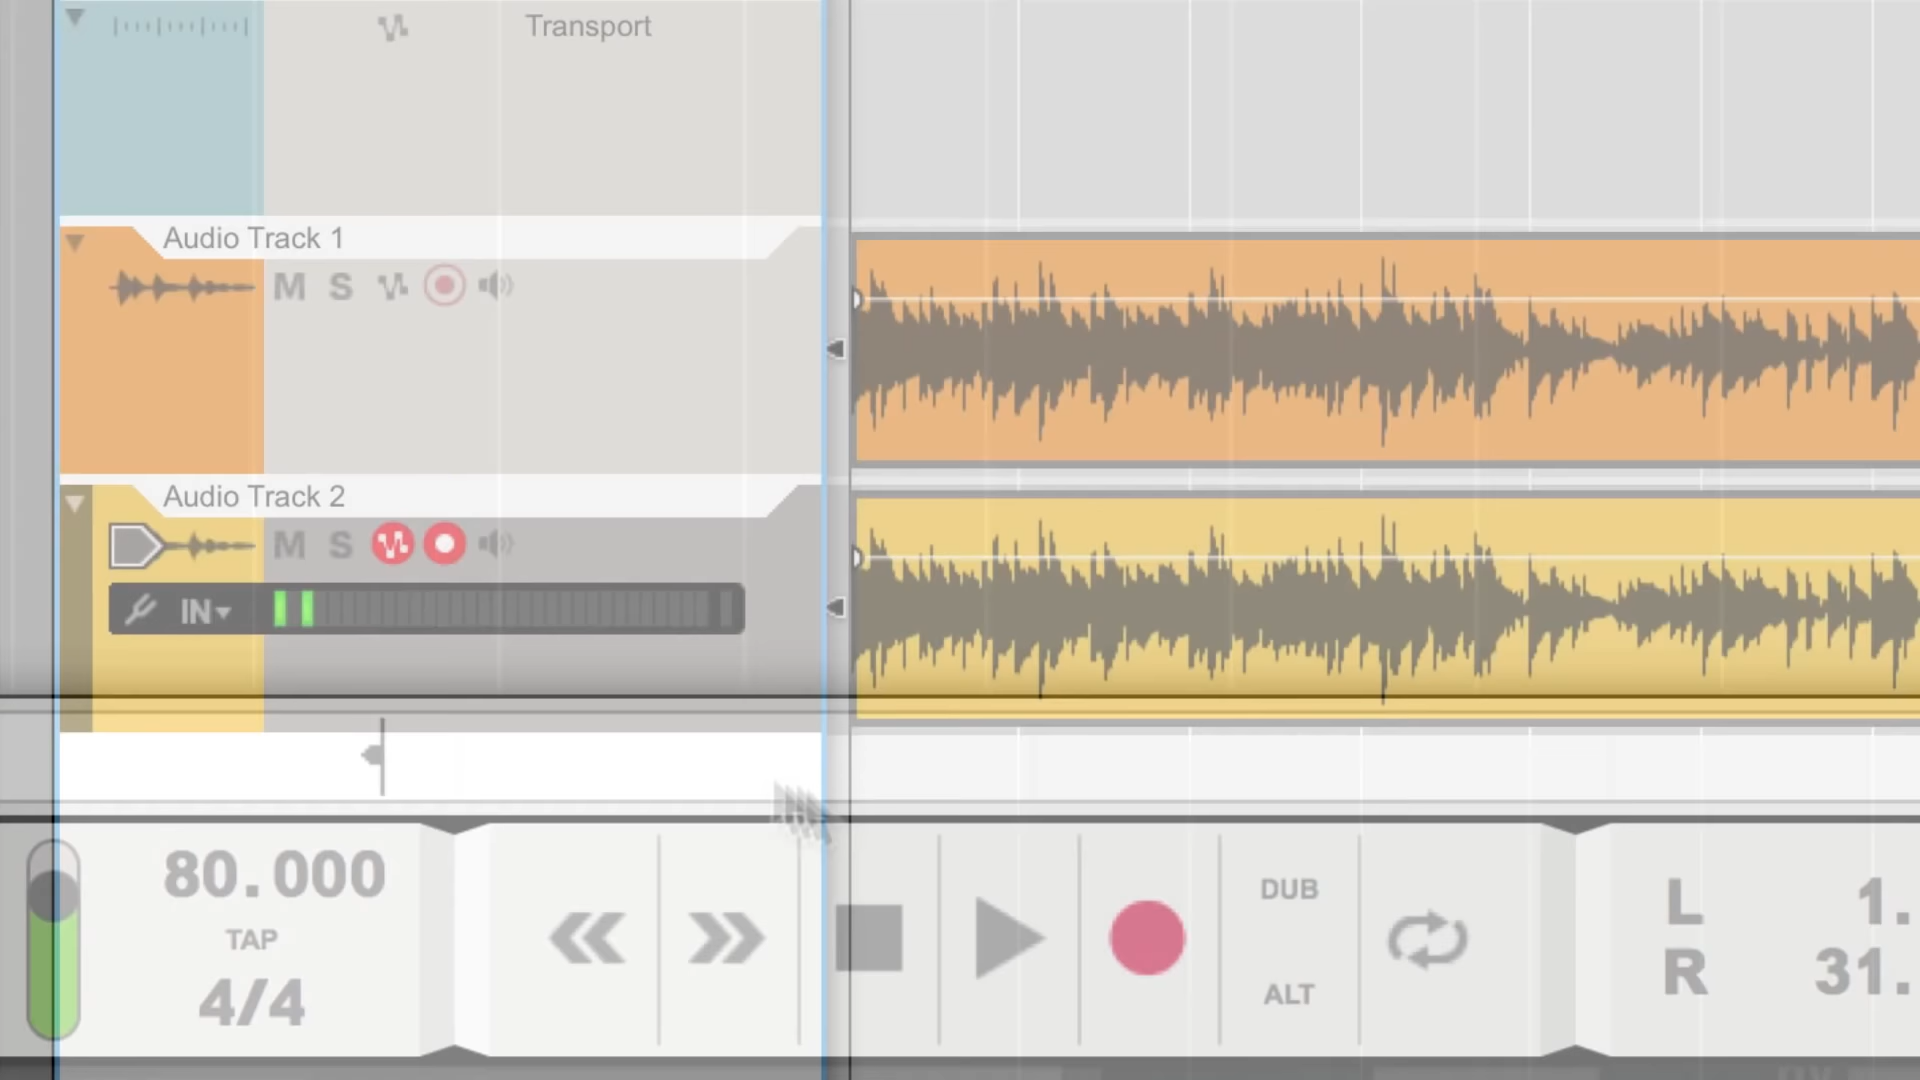 Transport
Audio Track 1
M S
Audio Track 2
M S
IN
80.000
TAP
4/4
DUB
ALT
L 1.
R 31.